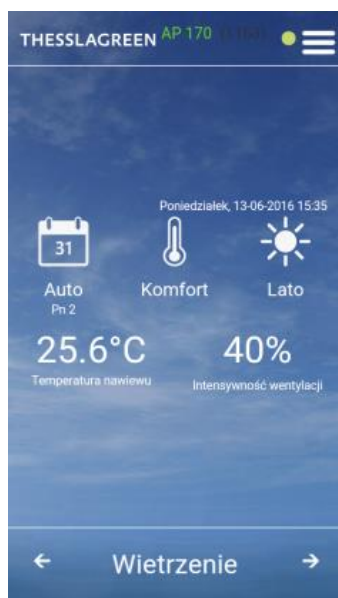 THESSLAGREEN AP 170
Poniedziałek, 13-06-2016 15:35
31
Auto Komfort Lato
Pn 2
25.6°C 40%
Temperatura nawiewu Intensywność wentylacji
Wietrzenie